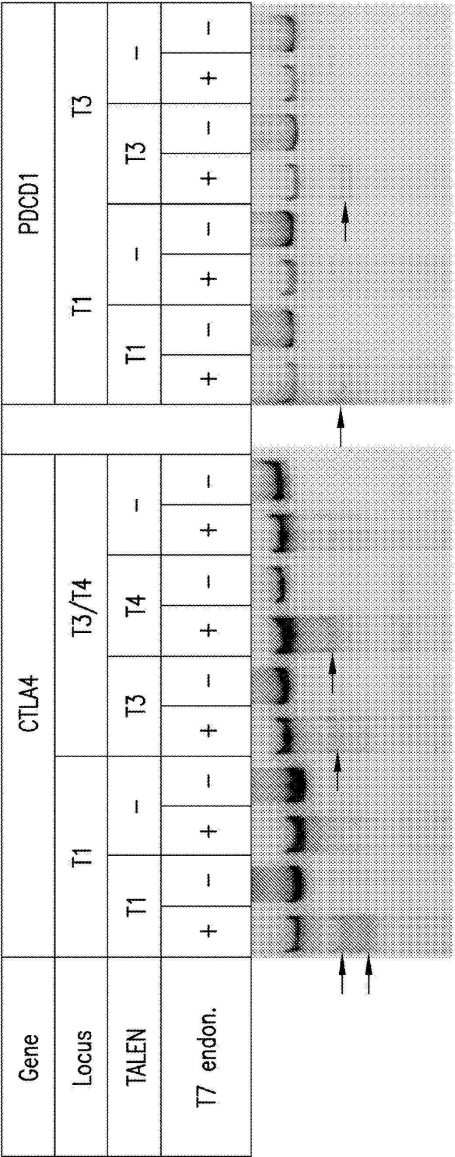 Gene CTLA4 PDCD1
Locus T1 T3/T4 T1 T3
TALEN T1 − T3 T4 − T1 − T3 −
T7 endon. + − + − + − + − + − + − + − + − + −